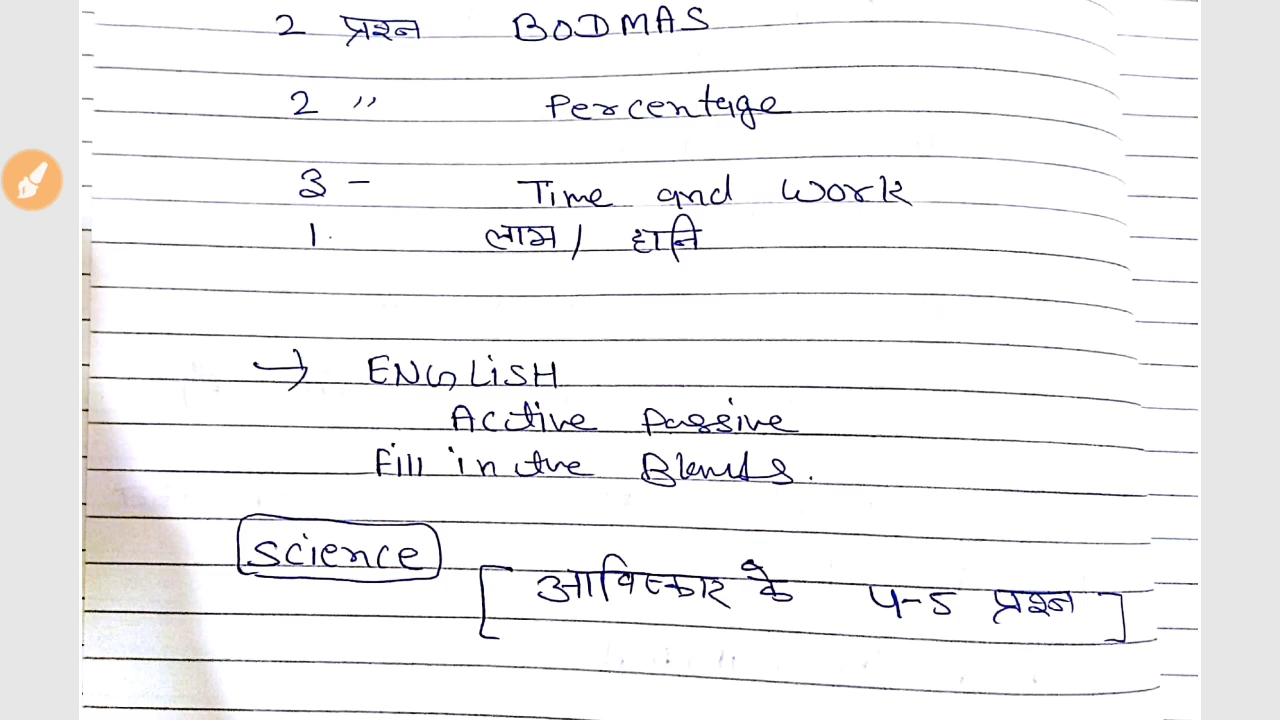 2 प्रश्न BODMAS
2 " Percentage
3 - Time and Work
1. लाभ / हानि
→ ENGLISH
Active Passive
Fill in the Blanks.
Science
[ आविष्कार के 4-5 प्रश्न ]